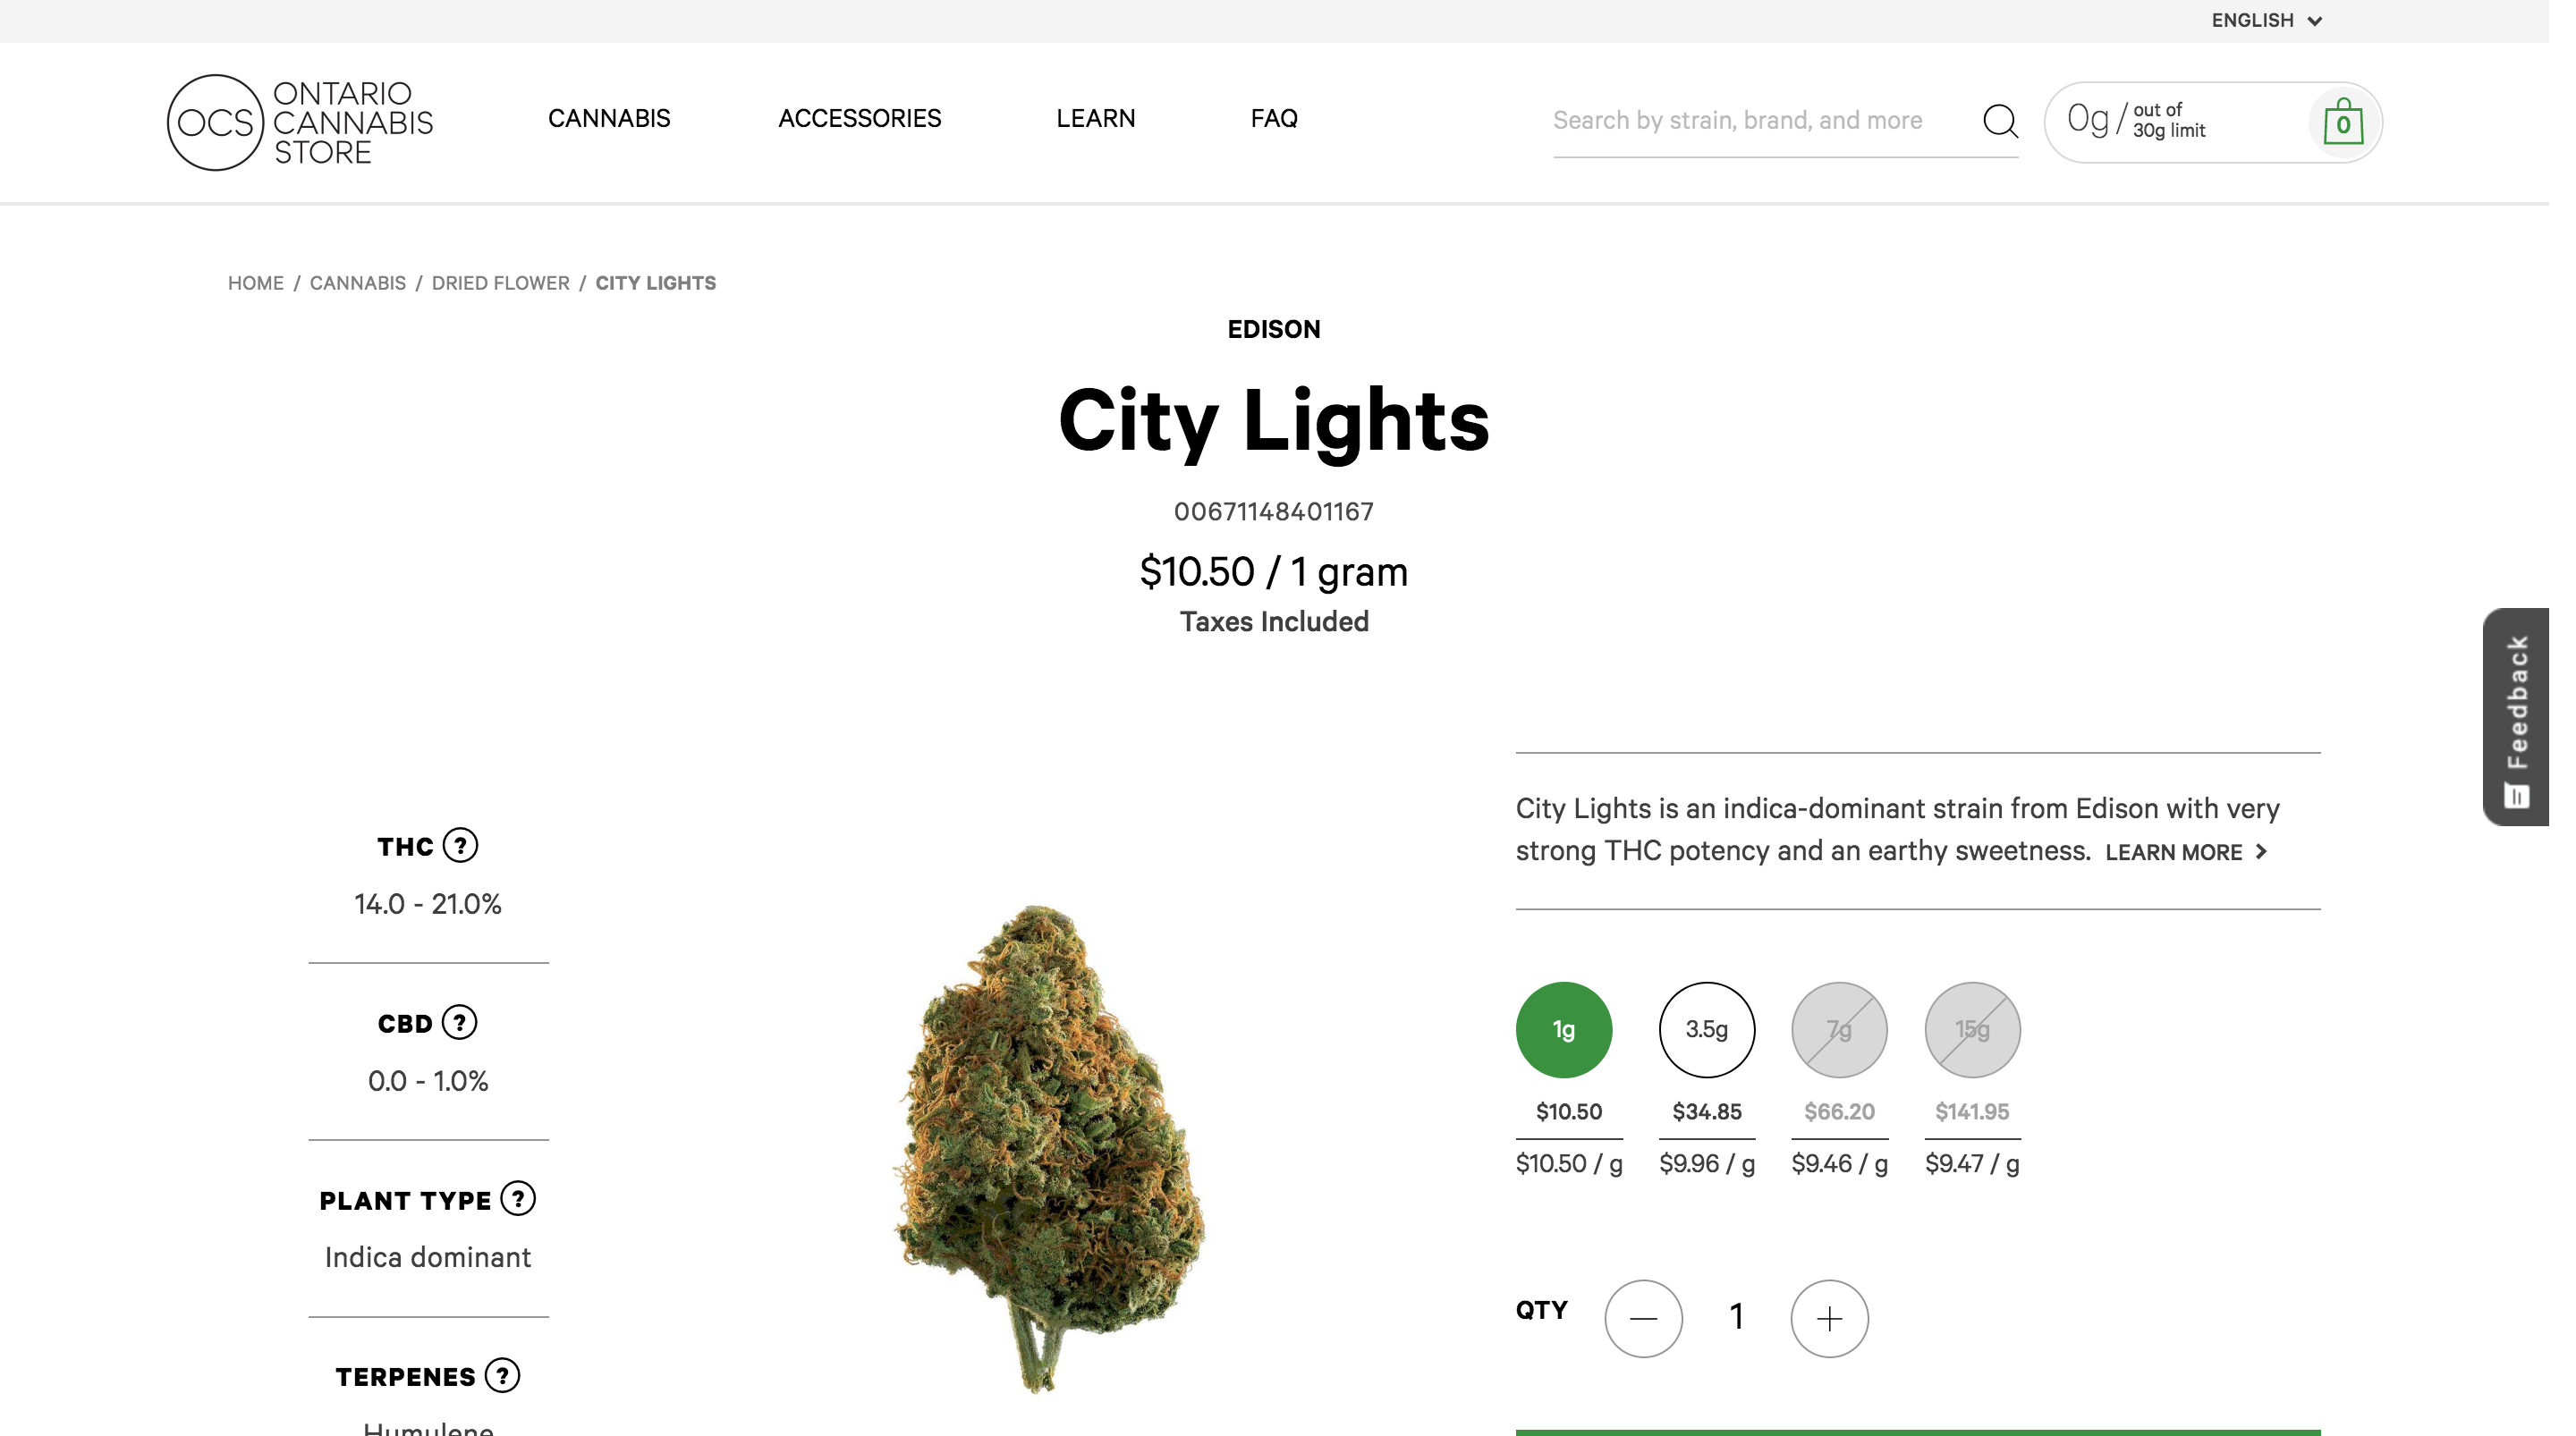 ENGLISH
OCS
ONTARIO
CANNABIS
STORE
CANNABIS
ACCESSORIES
LEARN
FAQ
Search by strain, brand, and more
0g / out of
30g limit
0
HOME / CANNABIS / DRIED FLOWER / CITY LIGHTS
EDISON
City Lights
00671148401167
$10.50 / 1 gram
Taxes Included
Feedback
THC ?
14.0 - 21.0%
CBD ?
0.0 - 1.0%
PLANT TYPE ?
Indica dominant
TERPENES ?
Humulene
City Lights is an indica-dominant strain from Edison with very
strong THC potency and an earthy sweetness. LEARN MORE
1g 3.5g 7g 15g
$10.50 $34.85 $66.20 $141.95
$10.50 / g $9.96 / g $9.46 / g $9.47 / g
QTY 1